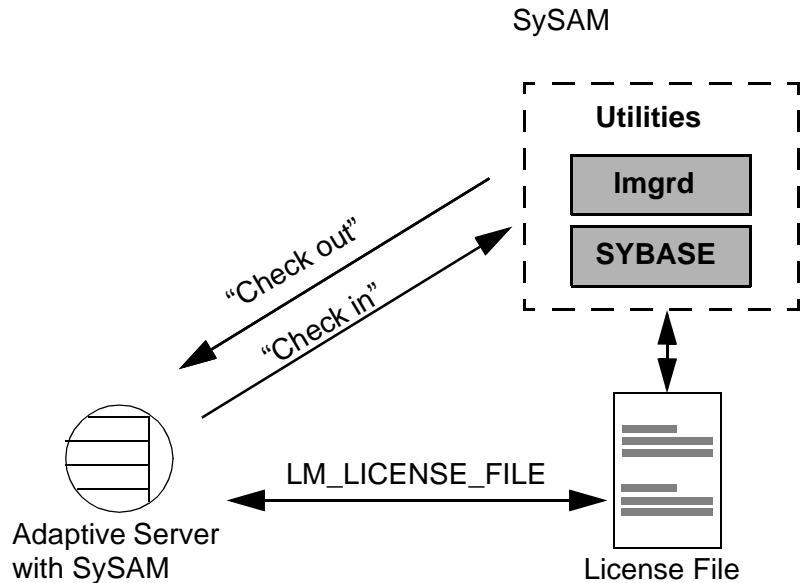 SySAM
Utilities
lmgrd
SYBASE
“Check out”
“Check in”
LM_LICENSE_FILE
Adaptive Server
with SySAM
License File